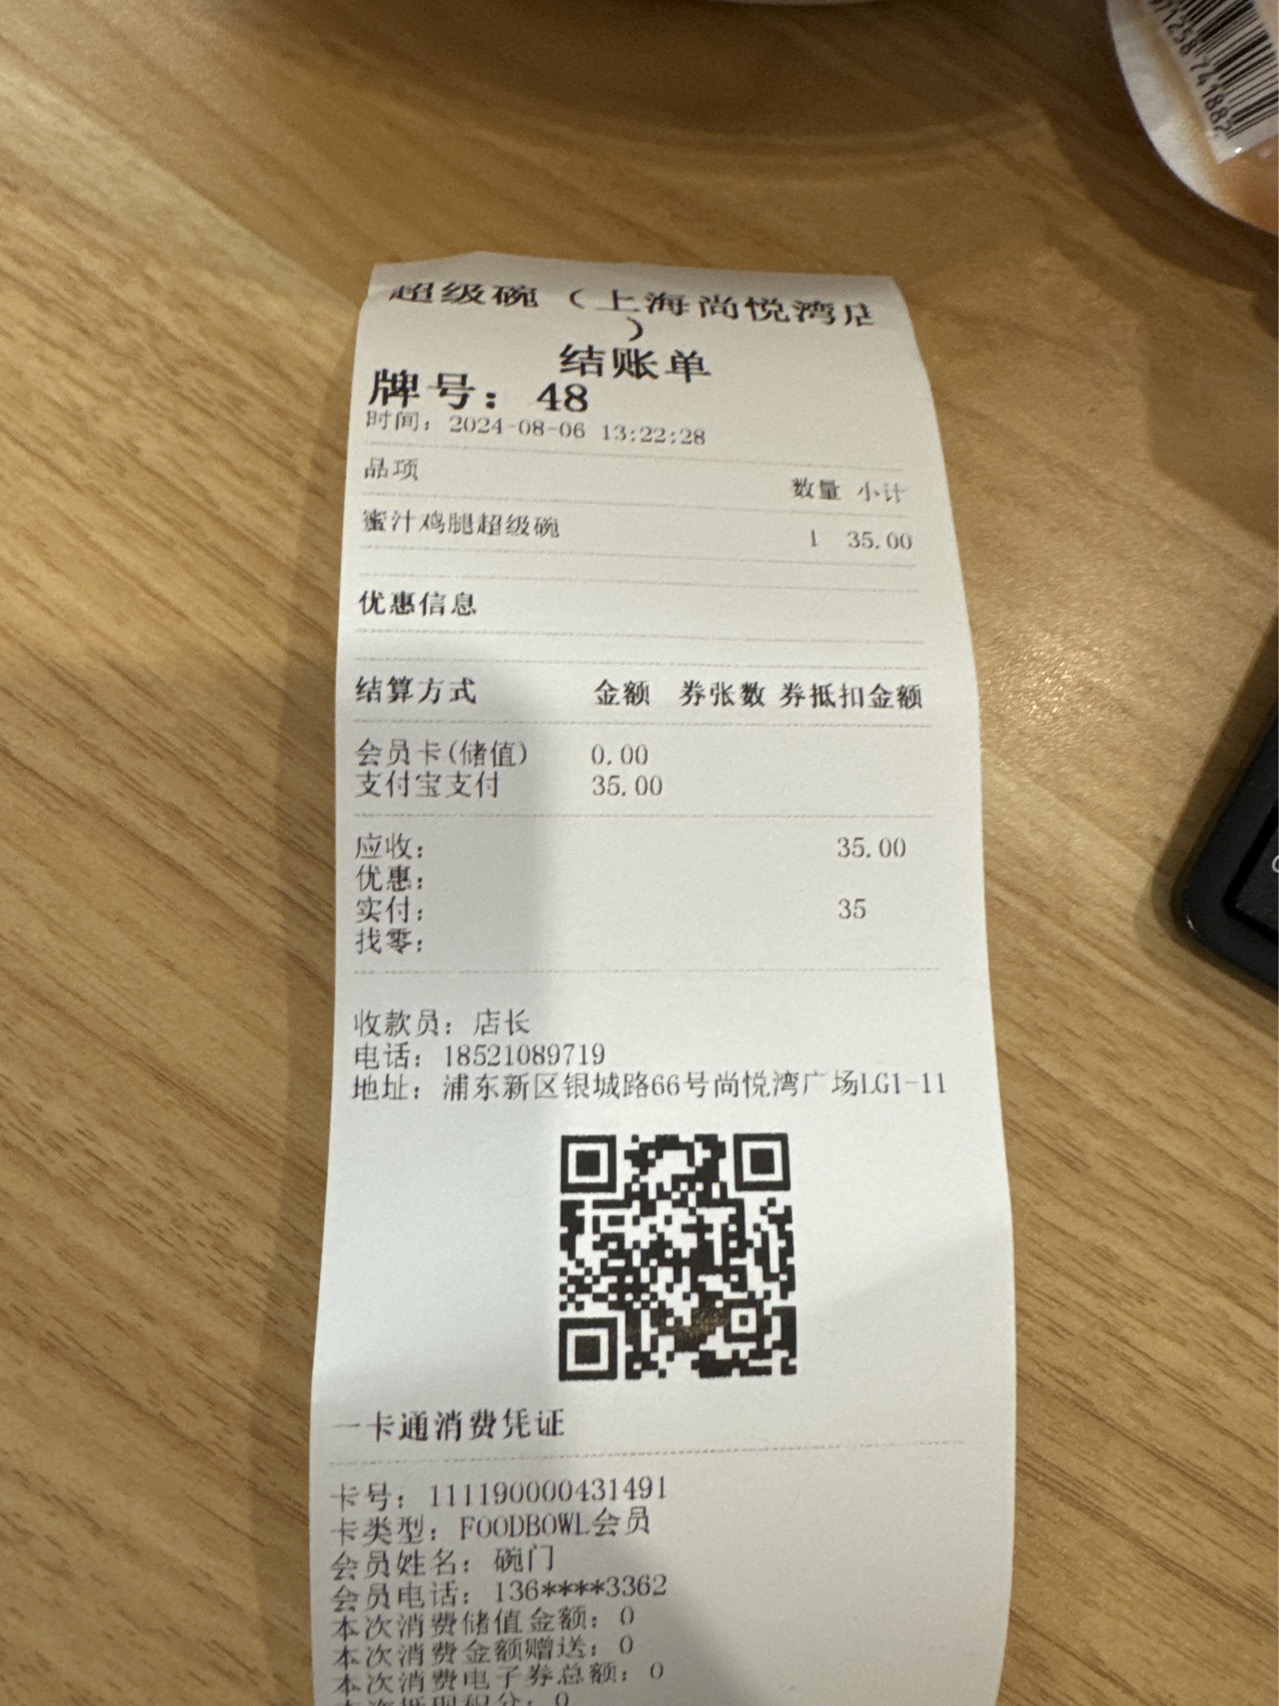 超级碗（上海尚悦湾店
）
结账单
牌号：48
时间：2024-08-06 13:22:28
品项 数量 小计
蜜汁鸡腿超级碗 1 35.00
优惠信息
结算方式 金额 券张数 券抵扣金额
会员卡(储值) 0.00
支付宝支付 35.00
应收： 35.00
优惠：
实付： 35
找零：
收款员：店长
电话：18521089719
地址：浦东新区银城路66号尚悦湾广场LG1-11
一卡通消费凭证
卡号：111190000431491
卡类型：FOODBOWL会员
会员姓名：碗门
会员电话：136****3362
本次消费储值金额：0
本次消费金额赠送：0
本次消费电子券总额：0
本次抵现积分：0